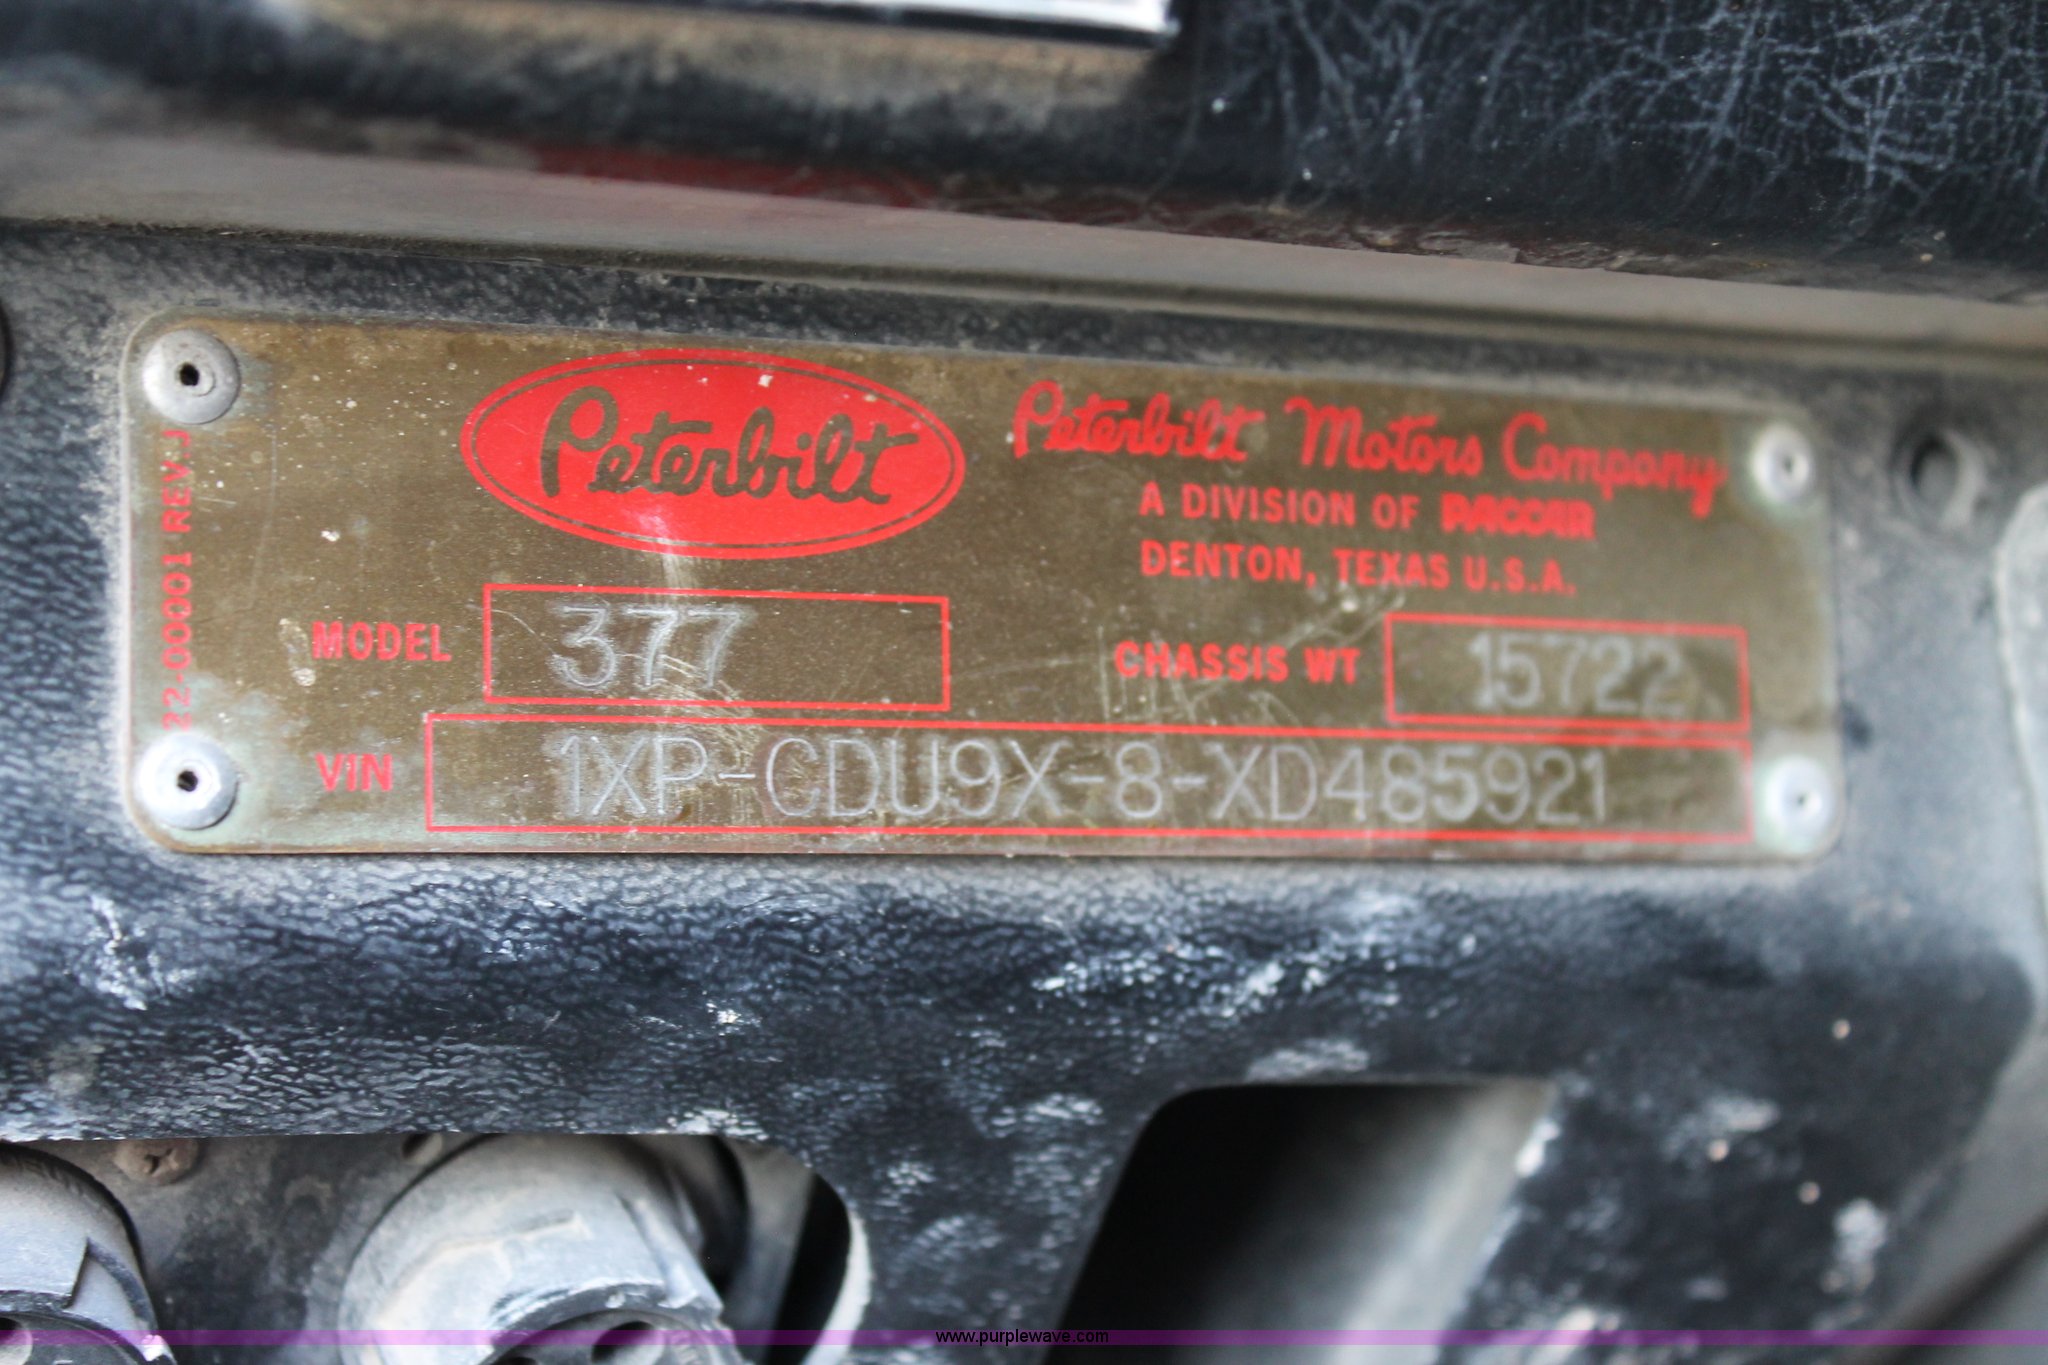 Peterbilt
Peterbilt Motors Company
A DIVISION OF PACCAR
DENTON, TEXAS U.S.A.
22-00001 REV.J
MODEL 377
CHASSIS WT 15722
VIN 1XP-CDU9X-8-XD485921
www.purplewave.com